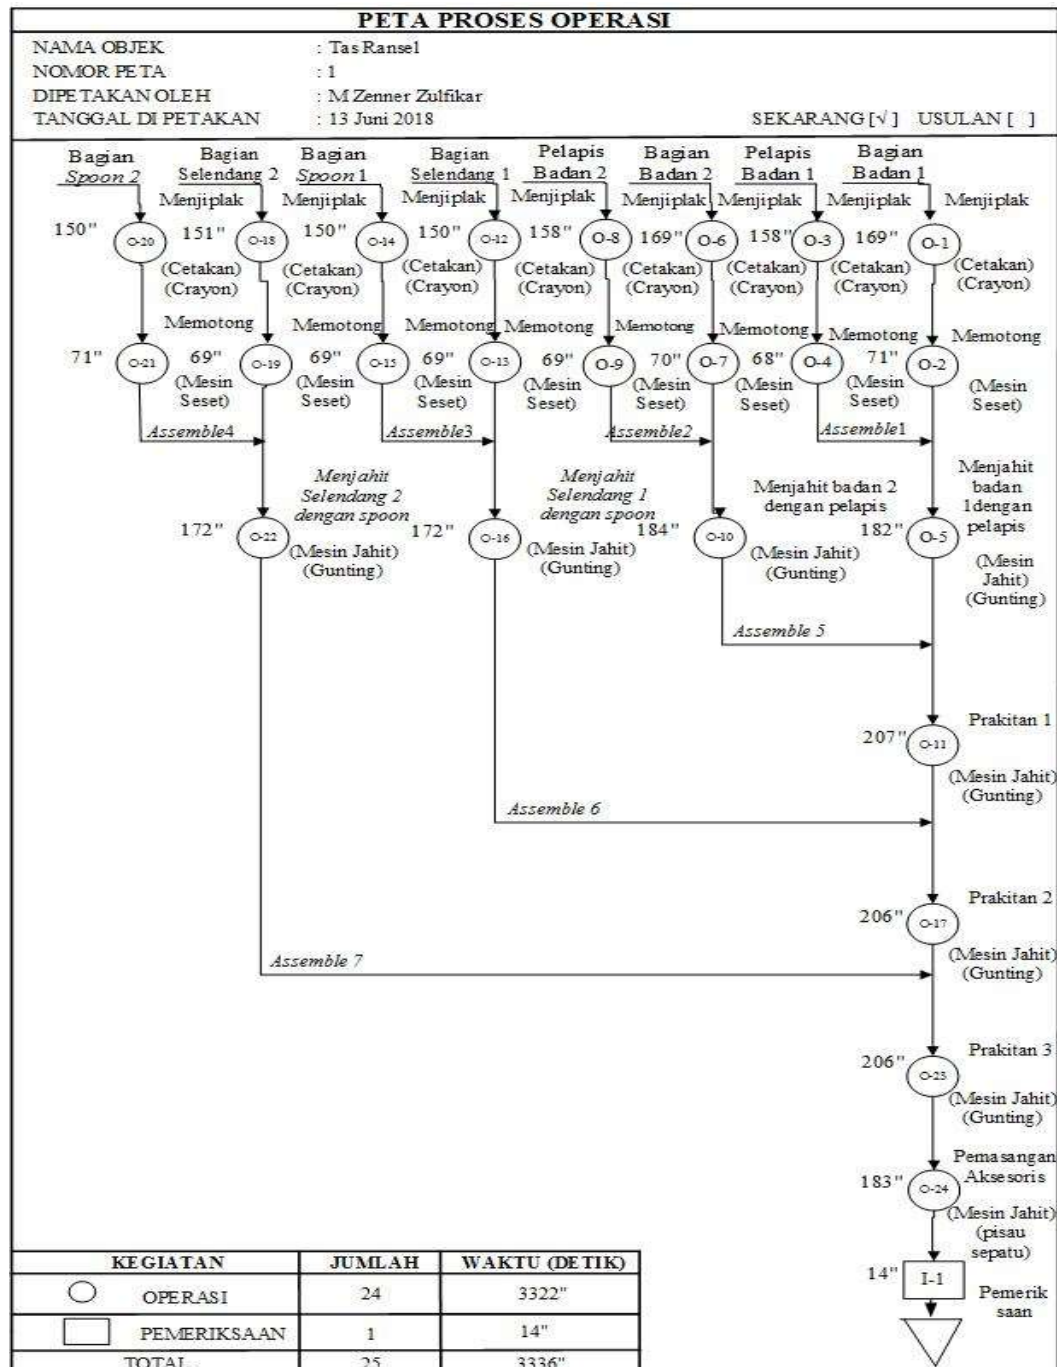 PETA PROSES OPERASI
NAMA OBJEK : Tas Ransel
NOMOR PETA : 1
DIPETAKAN OLEH : M Zenner Zulfikar
TANGGAL DI PETAKAN : 13 Juni 2018 SEKARANG [√] USULAN [ ]
Bagian Bagian Bagian Bagian Pelapis Bagian Pelapis Bagian
Spoon 2 Selendang 2 Spoon 1 Selendang 1 Badan 2 Badan 2 Badan 1 Badan 1
Menjiplak Menjiplak Menjiplak Menjiplak Menjiplak Menjiplak Menjiplak Menjiplak
150" O-20 151" O-18 150" O-14 150" O-12 158" O-8 169" O-6 158" O-3 169" O-1
(Cetakan) (Cetakan) (Cetakan) (Cetakan) (Cetakan) (Cetakan) (Cetakan) (Cetakan)
(Crayon) (Crayon) (Crayon) (Crayon) (Crayon) (Crayon) (Crayon) (Crayon)
Memotong Memotong Memotong Memotong Memotong Memotong Memotong Memotong
71" O-21 69" O-19 69" O-15 69" O-13 69" O-9 70" O-7 68" O-4 71" O-2
(Mesin (Mesin (Mesin (Mesin (Mesin (Mesin (Mesin (Mesin
Seset) Seset) Seset) Seset) Seset) Seset) Seset) Seset)
Assemble4 Assemble3 Assemble2 Assemble1
Menjahit
Selendang 2
dengan spoon
Menjahit
Selendang 1
dengan spoon
Menjahit badan 2
dengan pelapis
Menjahit
badan
1dengan
pelapis
172" O-22 172" O-16 184" O-10 182" O-5
(Mesin Jahit)
(Gunting)
(Mesin Jahit)
(Gunting)
(Mesin Jahit)
(Gunting)
(Mesin
Jahit)
(Gunting)
Assemble 5
Prakitan 1
207" O-11
(Mesin Jahit)
(Gunting)
Assemble 6
Prakitan 2
206" O-17
(Mesin Jahit)
(Gunting)
Assemble 7
Prakitan 3
206" O-23
(Mesin Jahit)
(Gunting)
Pemasangan
Aksesoris
183" O-24
(Mesin Jahit)
(pisau
sepatu)
14" I-1
Pemerik
saan
KEGIATAN JUMLAH WAKTU (DETIK)
OPERASI 24 3322"
PEMERIKSAAN 1 14"
TOTAL 25 3336"